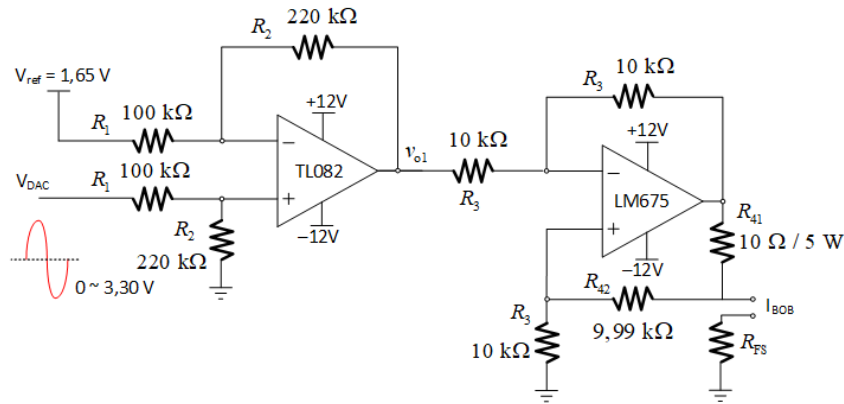 R2
220 kΩ
Vref = 1,65 V
R1
100 kΩ
+12V
−
TL082
+
−12V
vo1
100 kΩ
VDAC
R1
R2
220 kΩ
0 ~ 3,30 V
10 kΩ
R3
R3
10 kΩ
+12V
−
LM675
+
−12V
R41
10 Ω / 5 W
R42
9,99 kΩ
IBOB
R3
10 kΩ
RFS